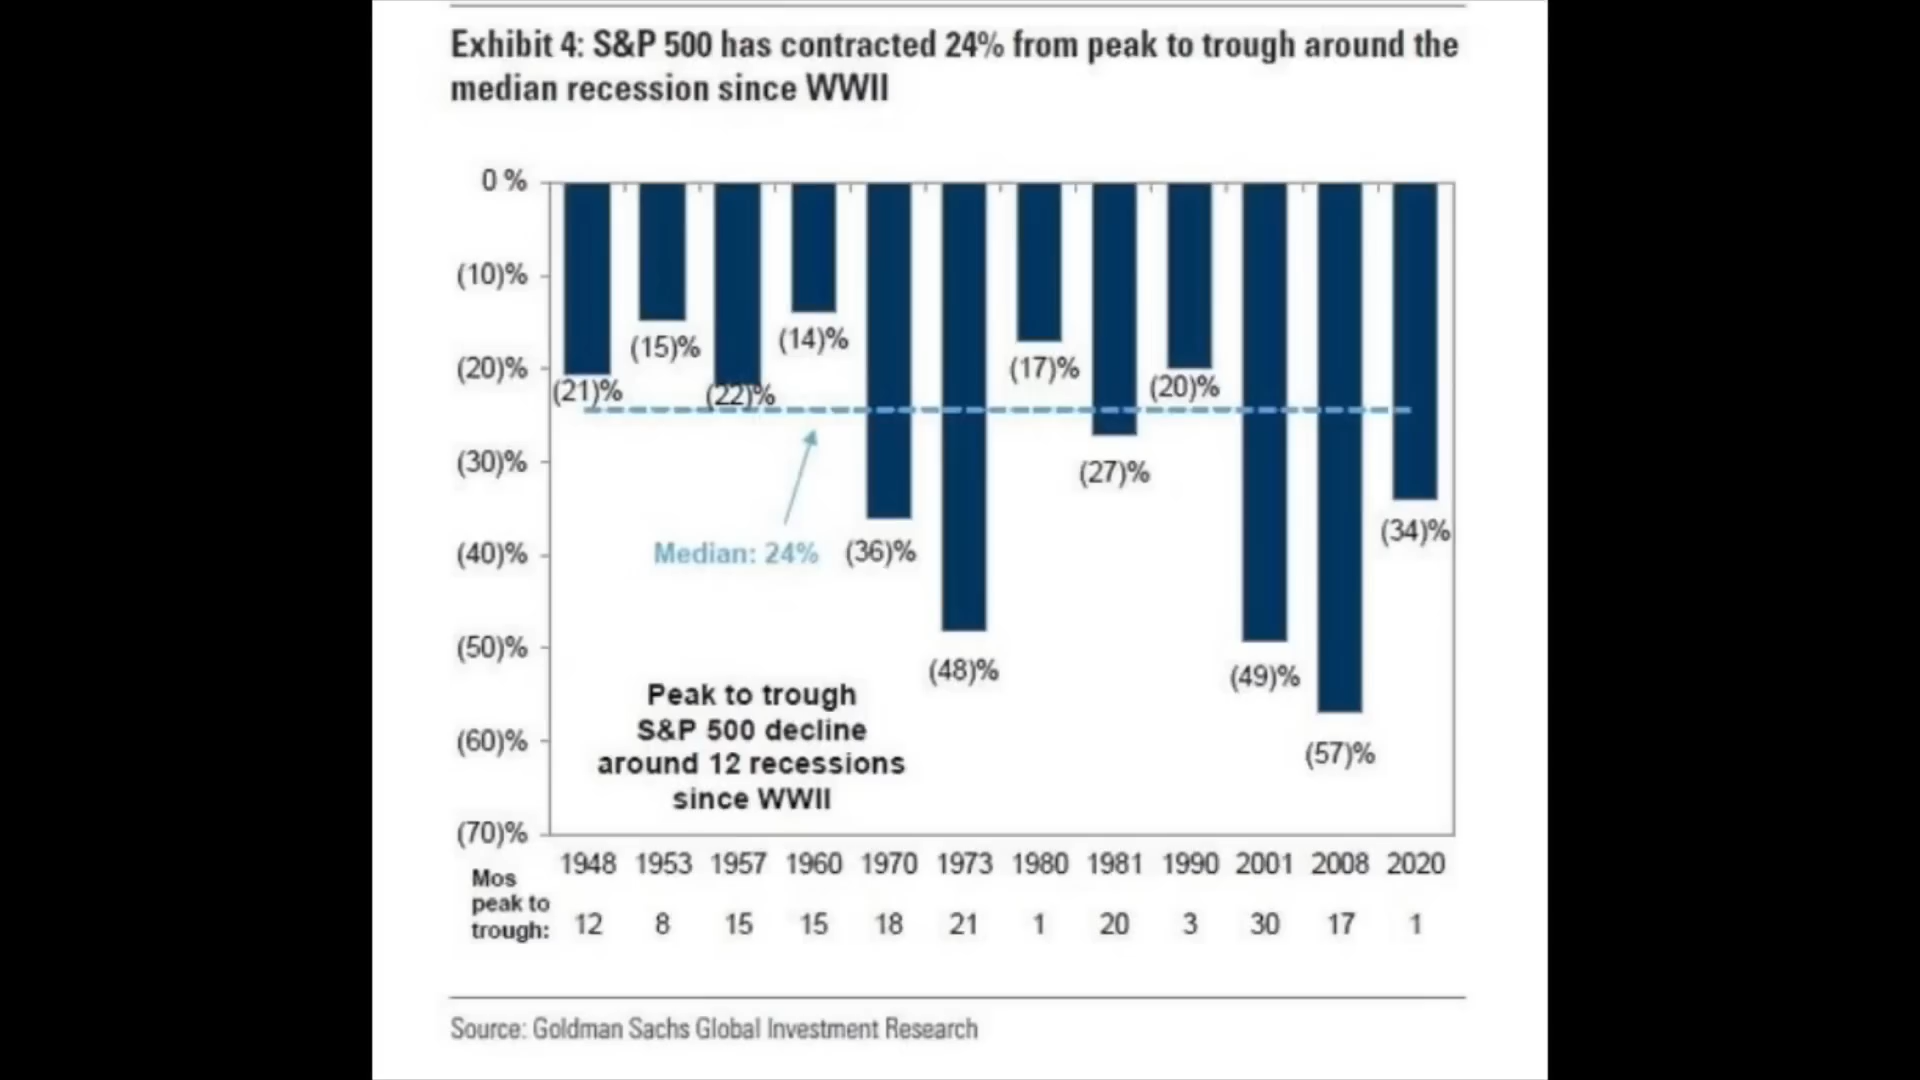 Exhibit 4: S&P 500 has contracted 24% from peak to trough around the
median recession since WWII
0 %
(10)%
(20)%
(30)%
(40)%
(50)%
(60)%
(70)%
(21)%
(15)%
(22)%
(14)%
(36)%
(48)%
(17)%
(27)%
(20)%
(49)%
(57)%
(34)%
Median: 24%
Peak to trough
S&P 500 decline
around 12 recessions
since WWII
1948 1953 1957 1960 1970 1973 1980 1981 1990 2001 2008 2020
Mos
peak to
trough: 12 8 15 15 18 21 1 20 3 30 17 1
Source: Goldman Sachs Global Investment Research